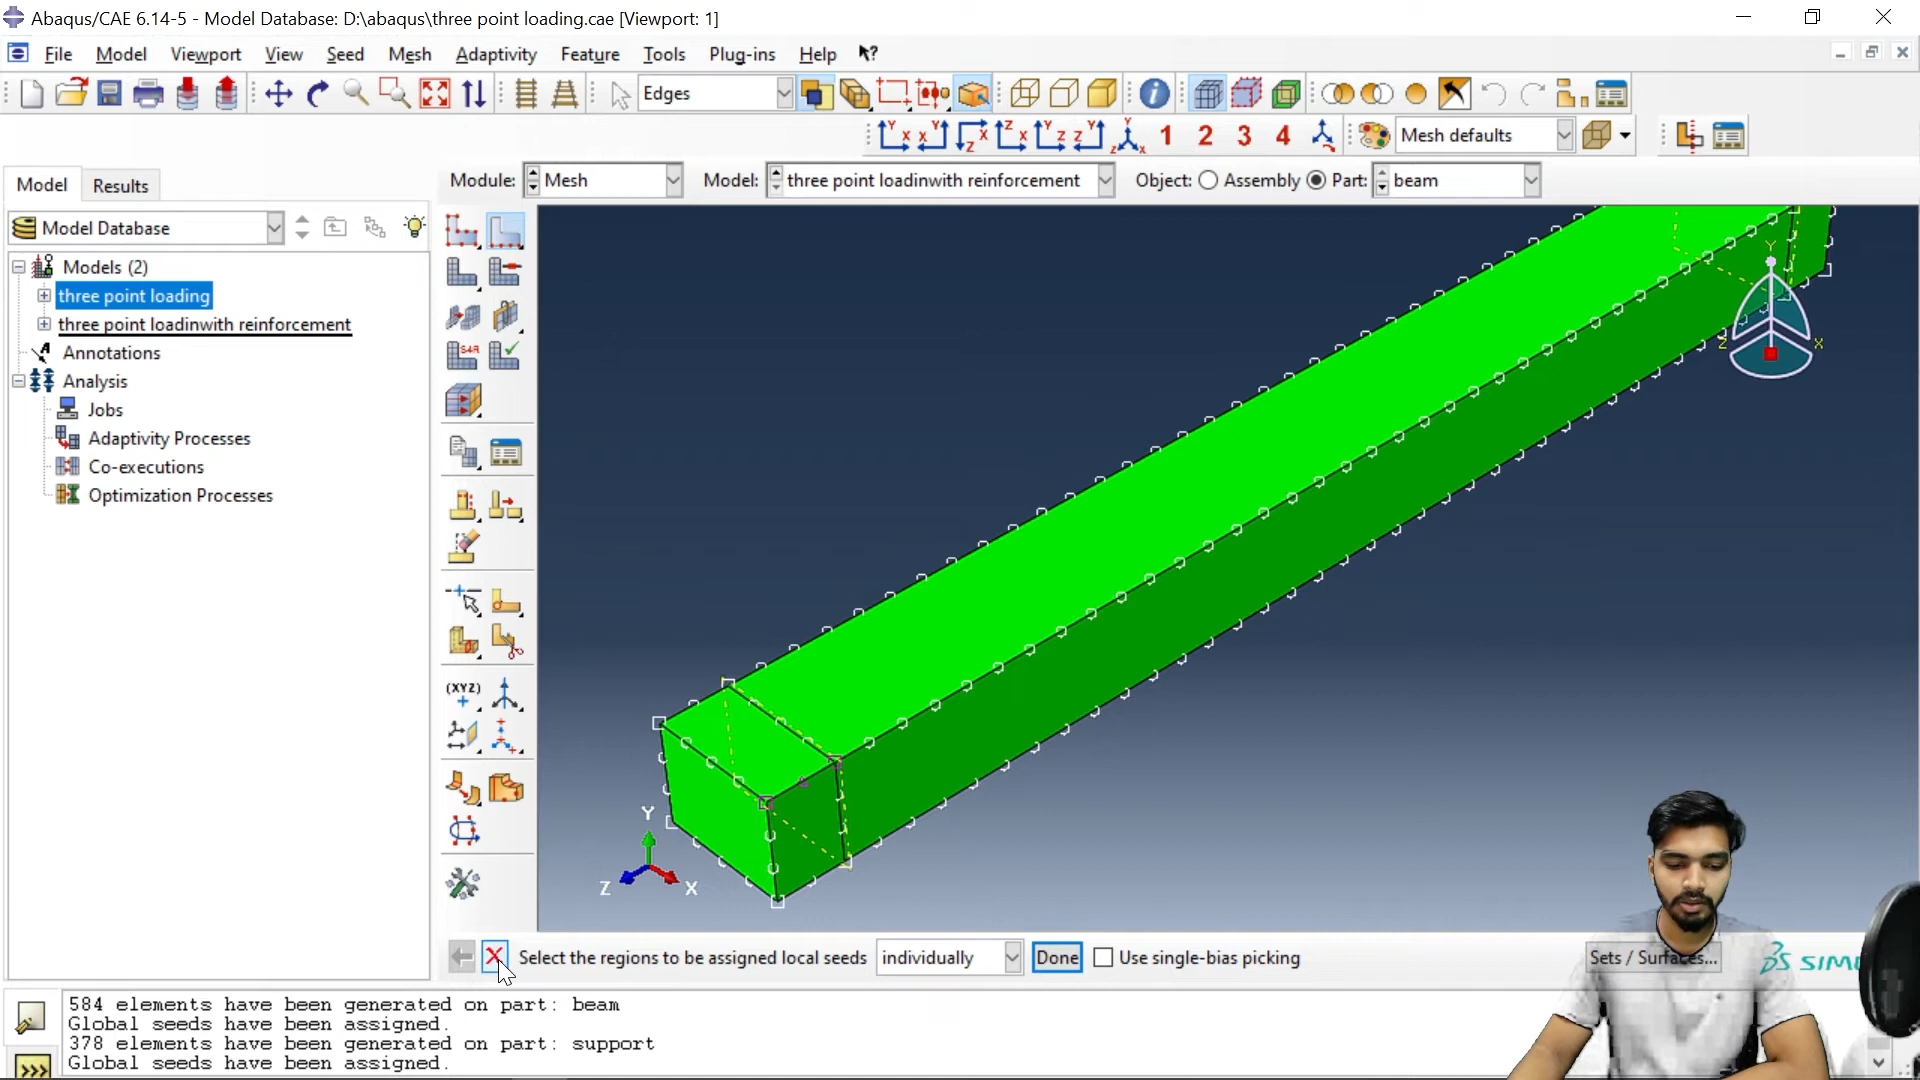 Abaqus/CAE 6.14-5 - Model Database: D:\abaqus\three point loading.cae [Viewport: 1]
File Model Viewport View Seed Mesh Adaptivity Feature Tools Plug-ins Help
Edges
1 2 3 4 Mesh defaults
Model Results
Module: Mesh Model: three point loadinwith reinforcement Object: Assembly Part: beam
Model Database
Models (2)
three point loading
three point loadinwith reinforcement
Annotations
Analysis
Jobs
Adaptivity Processes
Co-executions
Optimization Processes
S4R
(XYZ)
Y
Z X
Y
Z X
Select the regions to be assigned local seeds individually Done Use single-bias picking Sets / Surfaces...
584 elements have been generated on part: beam
Global seeds have been assigned.
378 elements have been generated on part: support
Global seeds have been assigned.
>>>